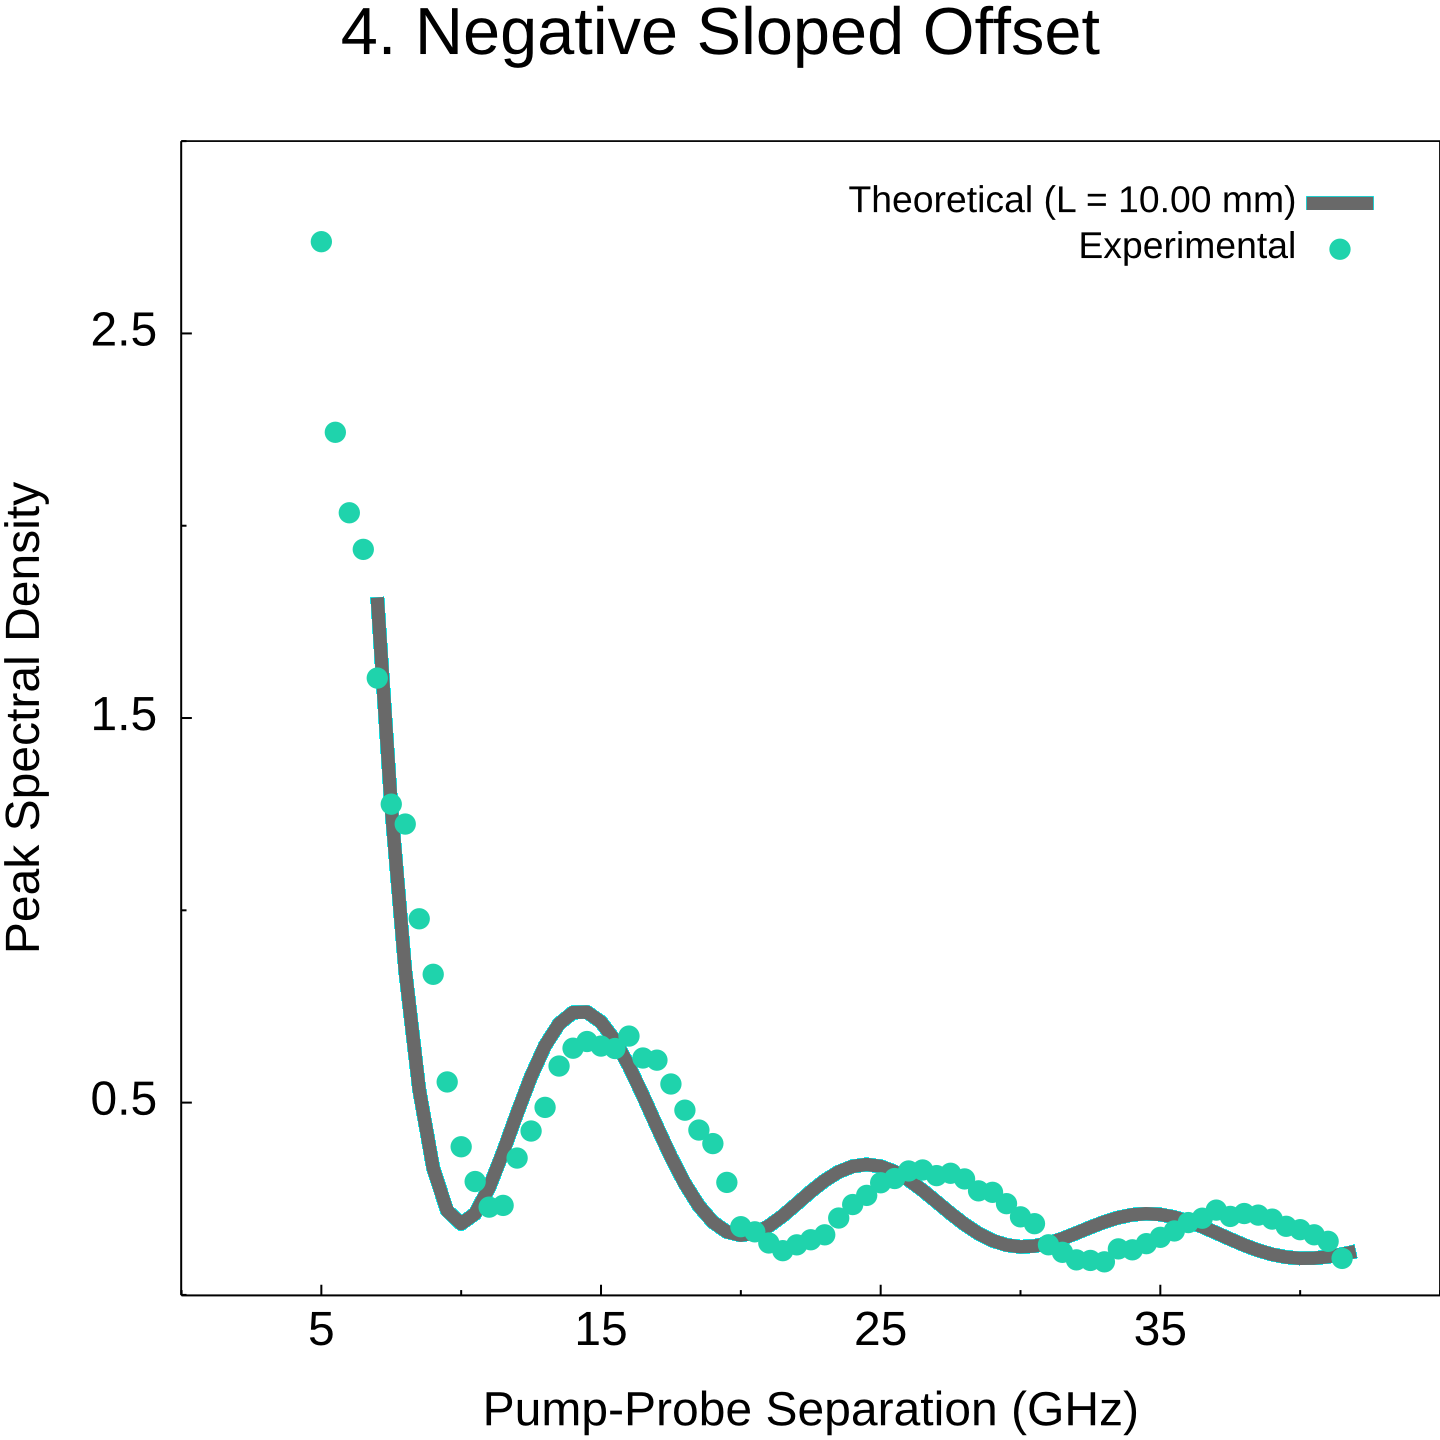 4. Negative Sloped Offset
Theoretical (L = 10.00 mm)
Experimental
2.5
1.5
0.5
Peak Spectral Density
5 15 25 35
Pump-Probe Separation (GHz)